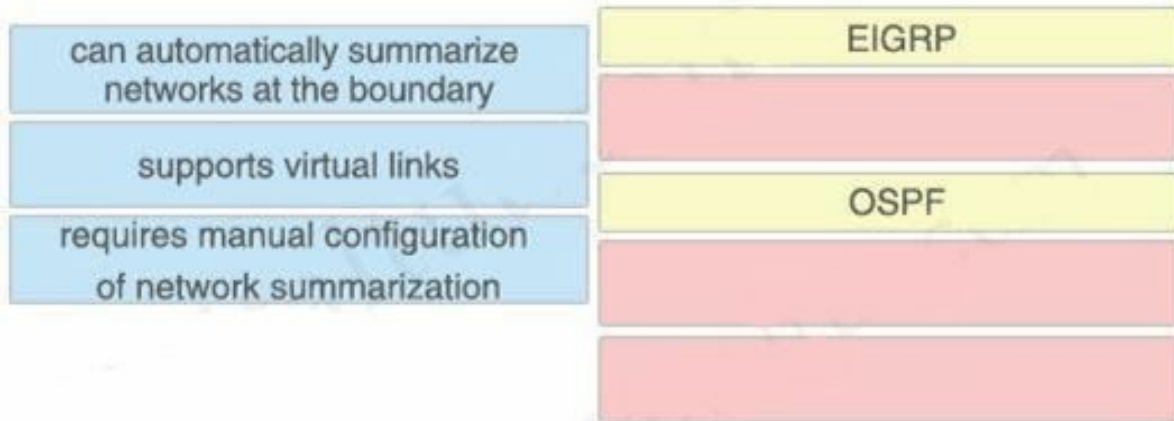 can automatically summarize
networks at the boundary
supports virtual links
requires manual configuration
of network summarization
EIGRP
OSPF